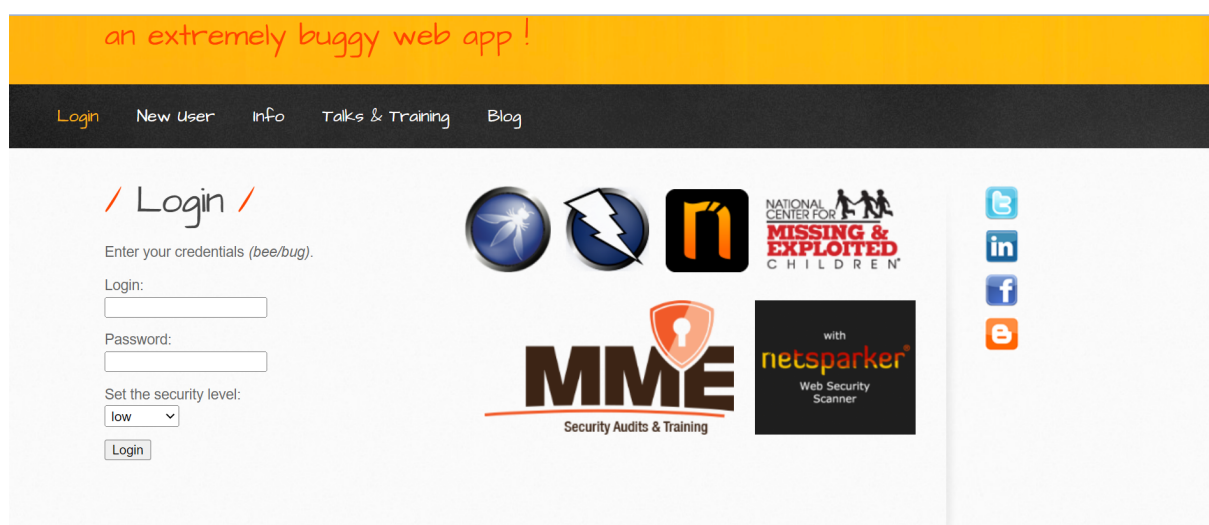 an extremely buggy web app !
Login New User Info Talks & Training Blog
/ Login /
Enter your credentials (bee/bug).
Login:
Password:
Set the security level:
low
Login
n
NATIONAL
CENTER FOR
MISSING &
EXPLOITED
CHILDREN®
MME
Security Audits & Training
with
netsparker®
Web Security
Scanner
in
f